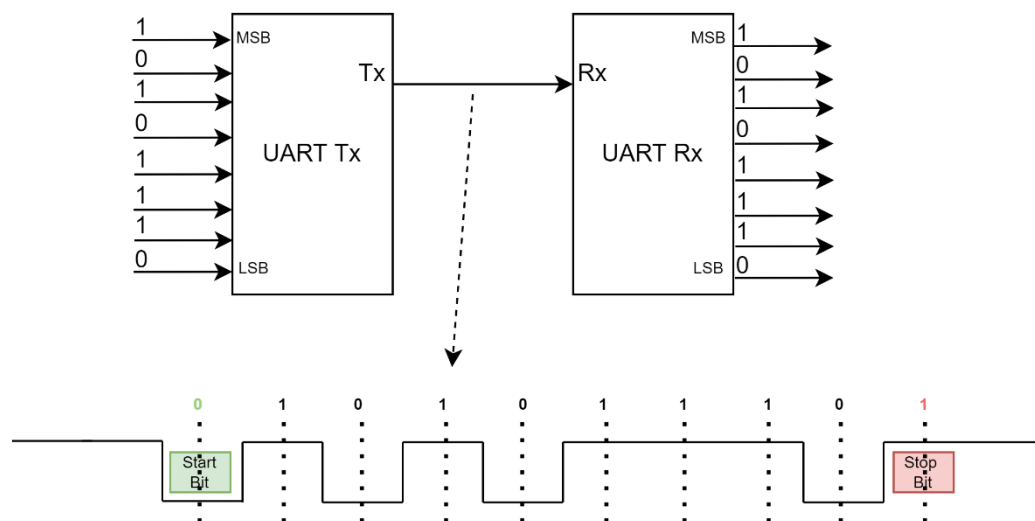 1 MSB
0
1
0
1
1
1
0 LSB
Tx
UART Tx
Rx
UART Rx
MSB 1
0
1
0
1
1
1
LSB 0
0 1 0 1 0 1 1 1 0 1
Start
Bit
Stop
Bit